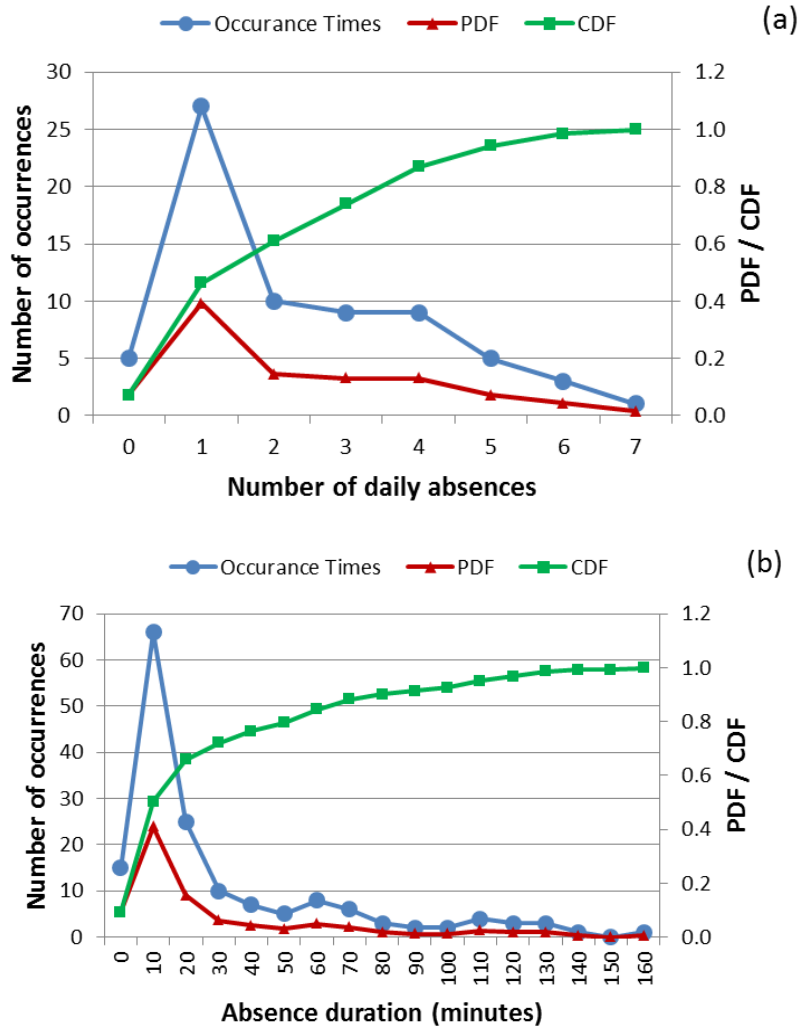 (a)
Occurance Times PDF CDF
30 1.2
25 1.0
20 0.8
15 0.6
10 0.4
5 0.2
0 0.0
Number of occurrences
PDF / CDF
0 1 2 3 4 5 6 7
Number of daily absences
(b)
Occurance Times PDF CDF
70 1.2
60 1.0
50 0.8
40 0.6
30 0.4
20 0.2
10 0.0
0
Number of occurrences
PDF / CDF
0 10 20 30 40 50 60 70 80 90 100 110 120 130 140 150 160
Absence duration (minutes)